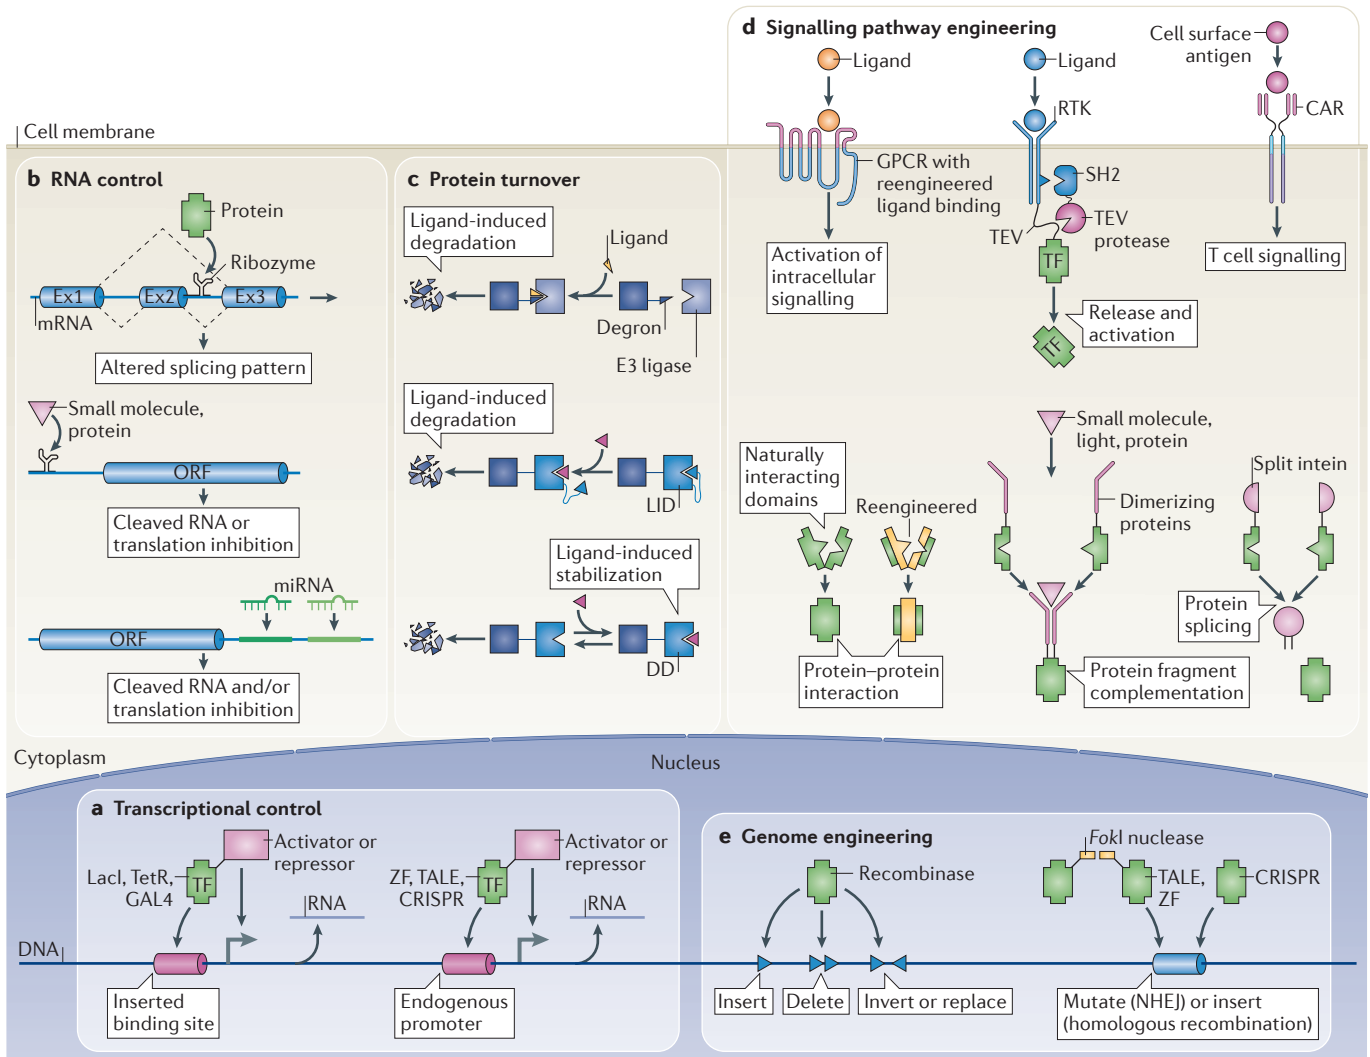 d Signalling pathway engineering
Ligand
Ligand
Cell surface
antigen
RTK
CAR
Cell membrane
GPCR with
reengineered
ligand binding
SH2
TEV
TEV
protease
TF
Activation of
intracellular
signalling
T cell signalling
Release and
activation
TF
b RNA control
Protein
Ribozyme
Ex1
Ex2
Ex3
mRNA
Altered splicing pattern
Small molecule,
protein
ORF
Cleaved RNA or
translation inhibition
miRNA
ORF
Cleaved RNA and/or
translation inhibition
c Protein turnover
Ligand-induced
degradation
Ligand
Degron
E3 ligase
Ligand-induced
degradation
LID
Ligand-induced
stabilization
DD
Small molecule,
light, protein
Naturally
interacting
domains
Reengineered
Dimerizing
proteins
Split intein
Protein
splicing
Protein–protein
interaction
Protein fragment
complementation
Cytoplasm
Nucleus
a Transcriptional control
Activator or
repressor
LacI, TetR,
GAL4
TF
RNA
Activator or
repressor
ZF, TALE,
CRISPR
TF
RNA
DNA
Inserted
binding site
Endogenous
promoter
e Genome engineering
Recombinase
FokI nuclease
TALE,
ZF
CRISPR
Insert
Delete
Invert or replace
Mutate (NHEJ) or insert
(homologous recombination)